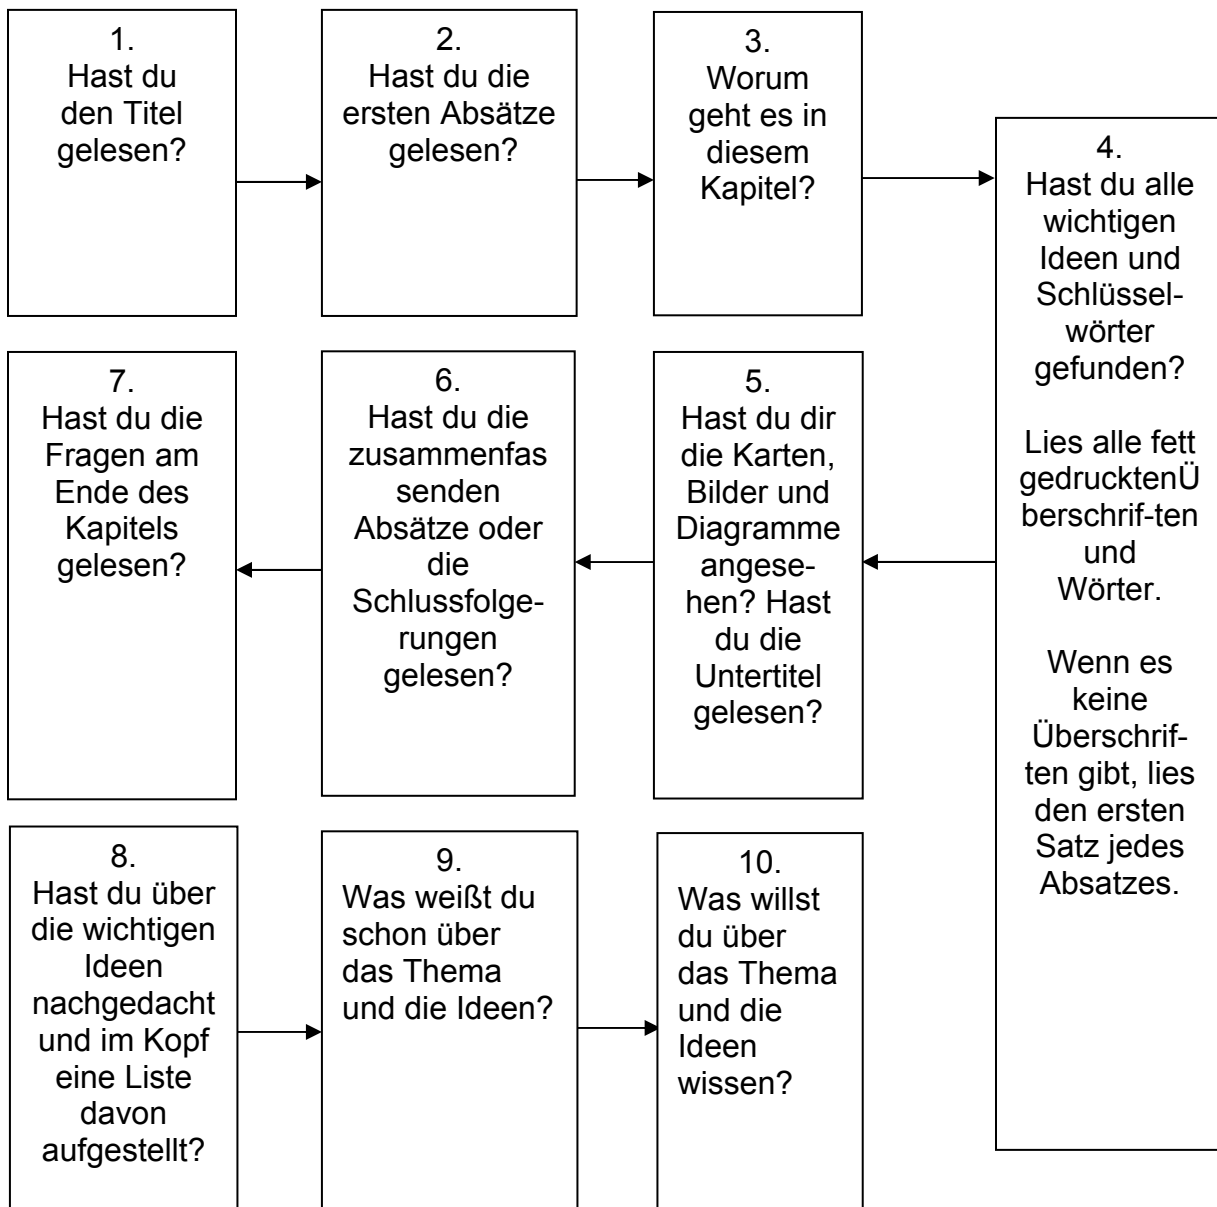 1.
Hast du
den Titel
gelesen?
2.
Hast du die
ersten Absätze
gelesen?
3.
Worum
geht es in
diesem
Kapitel?
4.
Hast du alle
wichtigen
Ideen und
Schlüssel-
wörter
gefunden?
Lies alle fett
gedrucktenÜ
berschrif-ten
und
Wörter.
Wenn es
keine
Überschrif-
ten gibt, lies
den ersten
Satz jedes
Absatzes.
5.
Hast du dir
die Karten,
Bilder und
Diagramme
angese-
hen? Hast
du die
Untertitel
gelesen?
6.
Hast du die
zusammenfas
senden
Absätze oder
die
Schlussfolge-
rungen
gelesen?
7.
Hast du die
Fragen am
Ende des
Kapitels
gelesen?
8.
Hast du über
die wichtigen
Ideen
nachgedacht
und im Kopf
eine Liste
davon
aufgestellt?
9.
Was weißt du
schon über
das Thema
und die Ideen?
10.
Was willst
du über
das Thema
und die
Ideen
wissen?